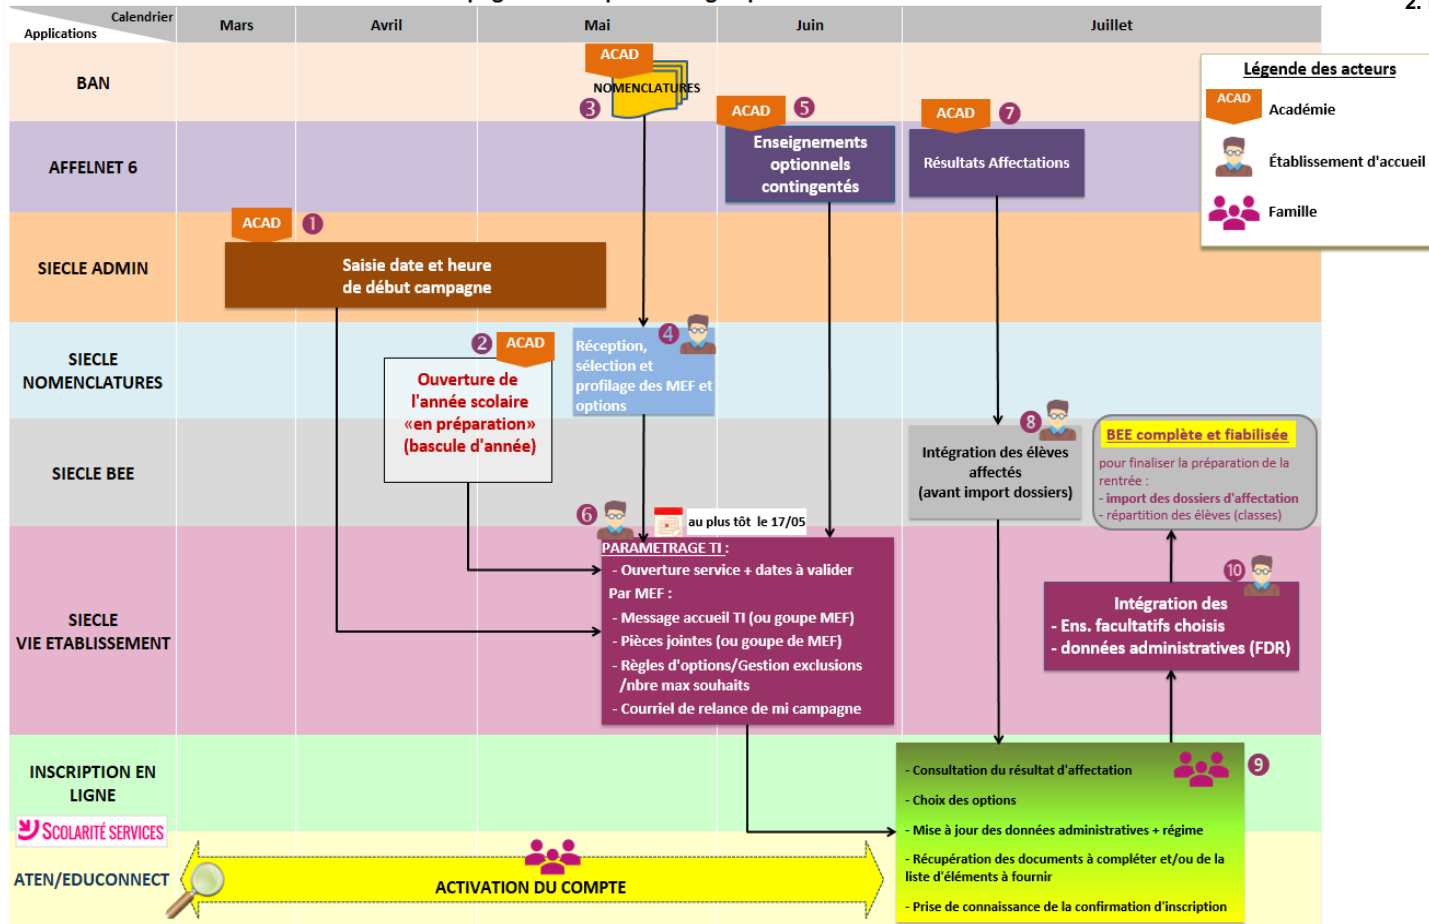 2.
Calendrier
Applications
Mars
Avril
Mai
Juin
Juillet
BAN
ACAD
NOMENCLATURES
3
ACAD
5
ACAD
7
Légende des acteurs
ACAD
Académie
Établissement d'accueil
Famille
AFFELNET 6
Enseignements
optionnels
contingentés
Résultats Affectations
SIECLE ADMIN
ACAD
1
Saisie date et heure
de début campagne
SIECLE
NOMENCLATURES
2
ACAD
Ouverture de
l'année scolaire
«en préparation»
(bascule d'année)
4
Réception,
sélection et
profilage des MEF et
options
SIECLE BEE
8
Intégration des élèves
affectés
(avant import dossiers)
BEE complète et fiabilisée
pour finaliser la préparation de la
rentrée :
- import des dossiers d'affectation
- répartition des élèves (classes)
SIECLE
VIE ETABLISSEMENT
6
au plus tôt le 17/05
PARAMETRAGE TI :
- Ouverture service + dates à valider
Par MEF :
- Message accueil TI (ou goupe MEF)
- Pièces jointes (ou goupe de MEF)
- Règles d'options/Gestion exclusions
/nbre max souhaits
- Courriel de relance de mi campagne
10
Intégration des
- Ens. facultatifs choisis
- données administratives (FDR)
INSCRIPTION EN
LIGNE
SCOLARITÉ SERVICES
9
- Consultation du résultat d'affectation
- Choix des options
- Mise à jour des données administratives + régime
- Récupération des documents à compléter et/ou de la
liste d'éléments à fournir
- Prise de connaissance de la confirmation d'inscription
ATEN/EDUCONNECT
ACTIVATION DU COMPTE